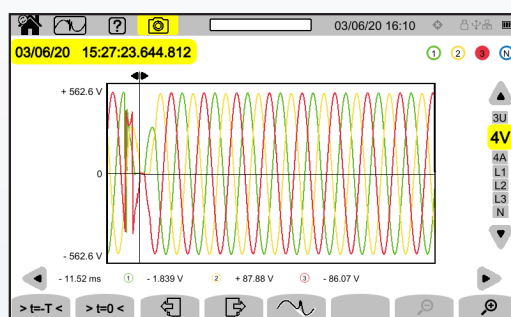 ? 03/06/20 16:10
03/06/20 15:27:23.644.812 1 2 3 N
+ 562.6 V
3U
4V
0
4A
L1
L2
L3
N
- 562.6 V
- 11.52 ms 1 - 1.839 V 2 + 87.88 V 3 - 86.07 V
> t=-T < > t=0 <